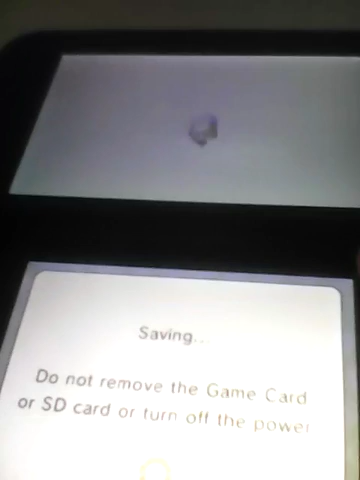 Saving...
Do not remove the Game Card
or SD card or turn off the power